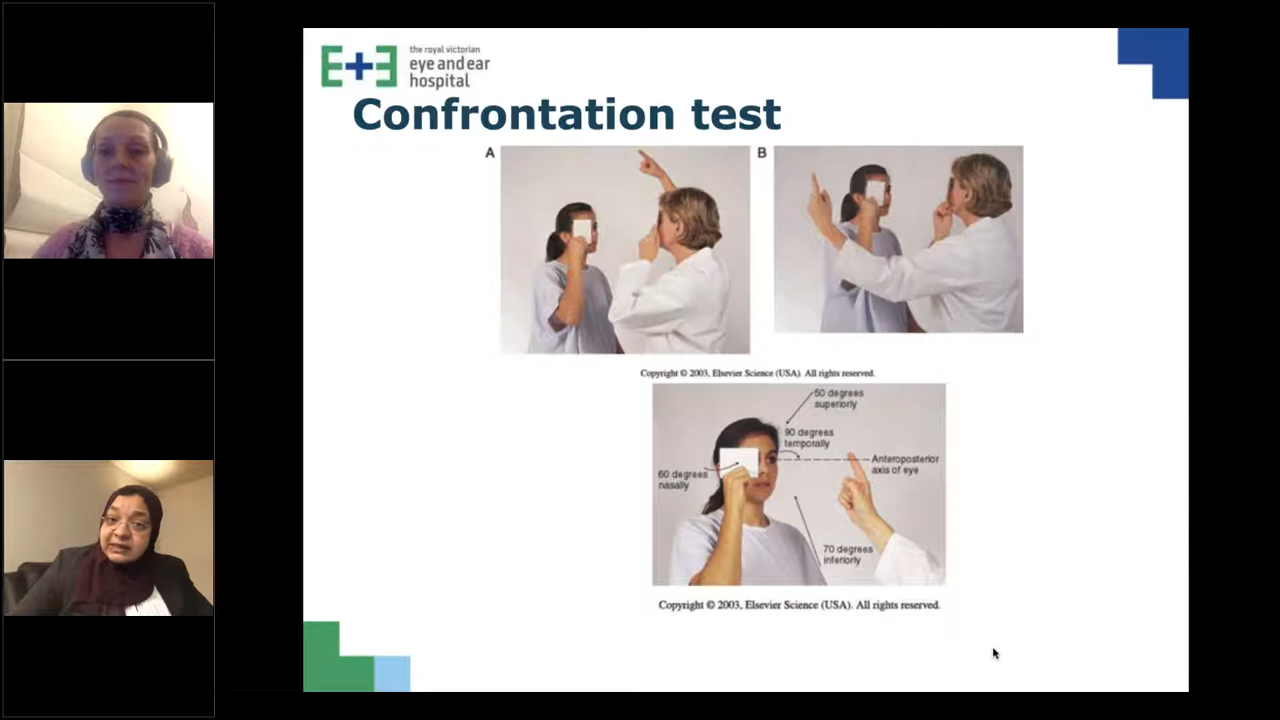 the royal victorian
eye and ear
hospital
Confrontation test
A
B
Copyright © 2003, Elsevier Science (USA). All rights reserved.
50 degrees
superiorly
90 degrees
temporally
Anteroposterior
axis of eye
60 degrees
nasally
70 degrees
inferiorly
Copyright © 2003, Elsevier Science (USA). All rights reserved.